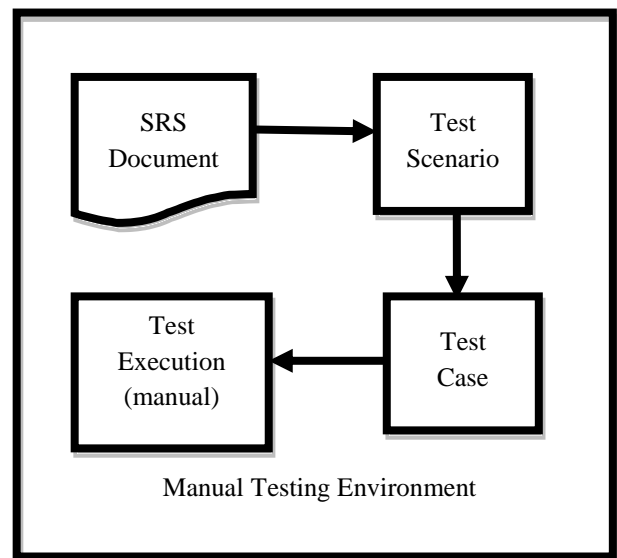 SRS
Document
Test
Scenario
Test
Execution
(manual)
Test
Case
Manual Testing Environment